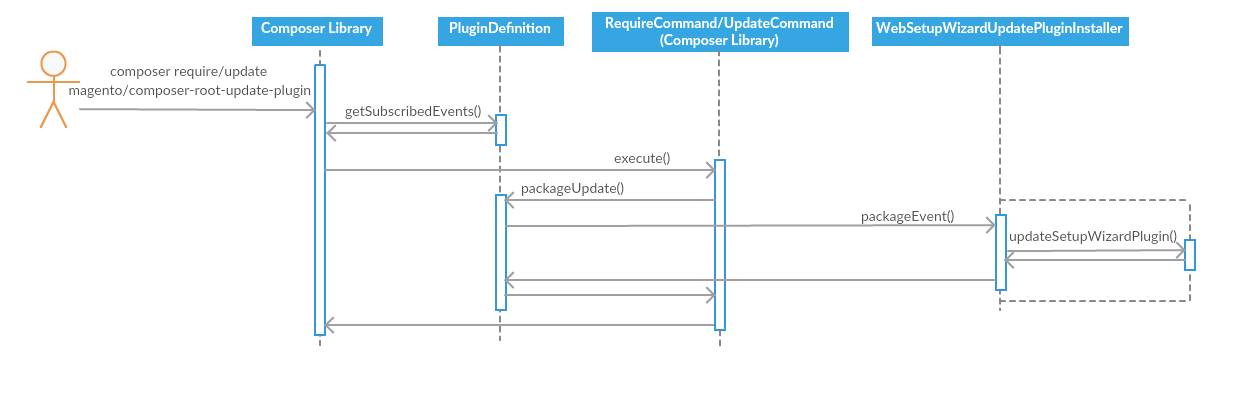 Composer Library
PluginDefinition
RequireCommand/UpdateCommand
(Composer Library)
WebSetupWizardUpdatePluginInstaller
composer require/update
magento/composer-root-update-plugin
getSubscribedEvents()
execute()
packageUpdate()
packageEvent()
updateSetupWizardPlugin()